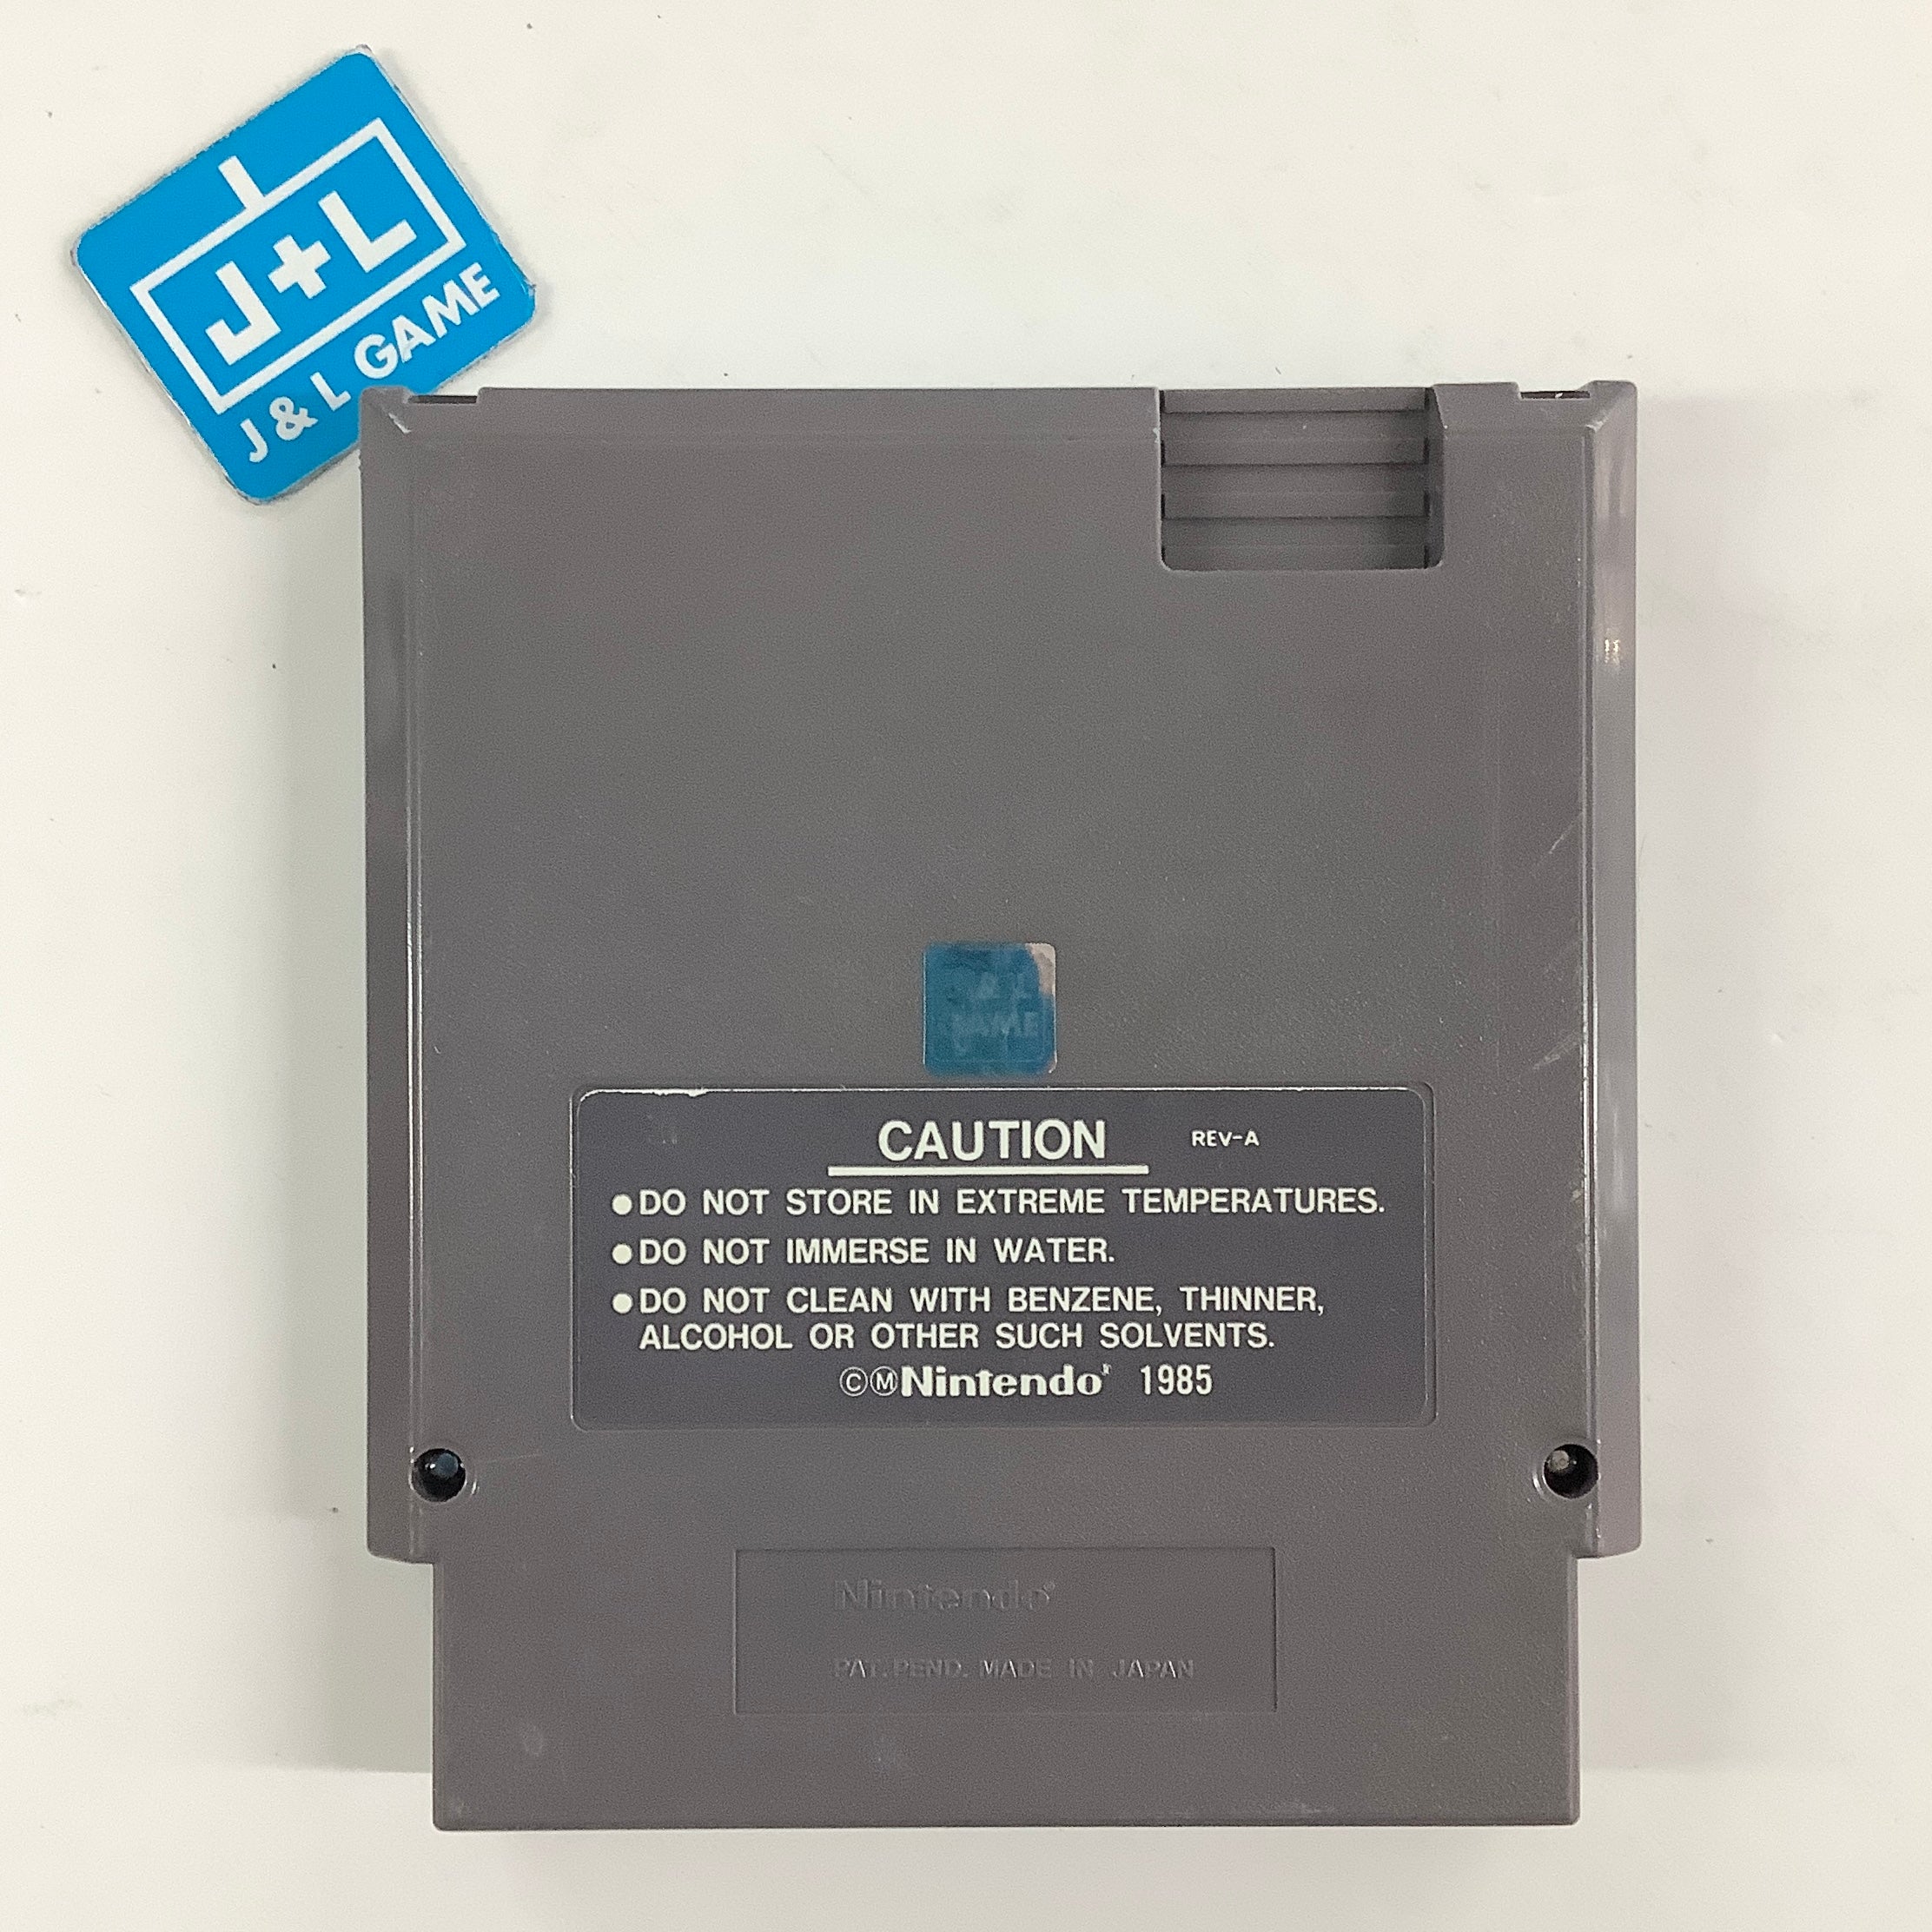 J+L
J & L GAME
J & L
GAME
CAUTION REV-A
●DO NOT STORE IN EXTREME TEMPERATURES.
●DO NOT IMMERSE IN WATER.
●DO NOT CLEAN WITH BENZENE, THINNER,
ALCOHOL OR OTHER SUCH SOLVENTS.
©ⓂNintendo® 1985
Nintendo®
PAT. PEND. MADE IN JAPAN